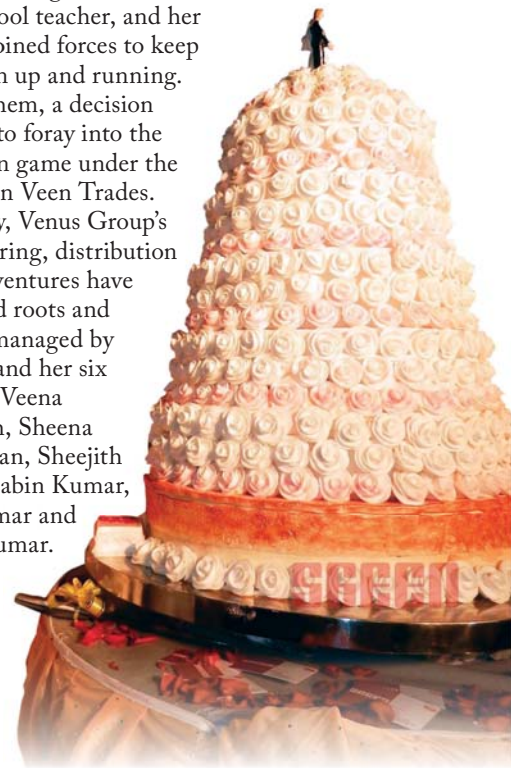 ool teacher, and her
oined forces to keep
n up and running.
hem, a decision
to foray into the
n game under the
n Veen Trades.
y, Venus Group's
ring, distribution
ventures have
d roots and
managed by
and her six
Veena
n, Sheena
an, Sheejith
abin Kumar,
mar and
umar.